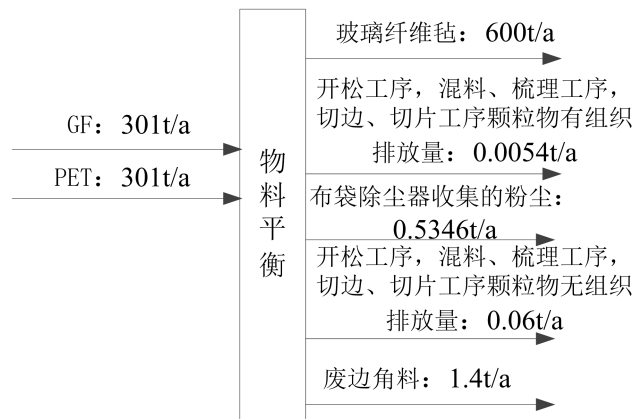 GF：301t/a
PET：301t/a
物料平衡
玻璃纤维毡：600t/a
开松工序，混料、梳理工序，
切边、切片工序颗粒物有组织
排放量：0.0054t/a
布袋除尘器收集的粉尘：
0.5346t/a
开松工序，混料、梳理工序，
切边、切片工序颗粒物无组织
排放量：0.06t/a
废边角料：1.4t/a